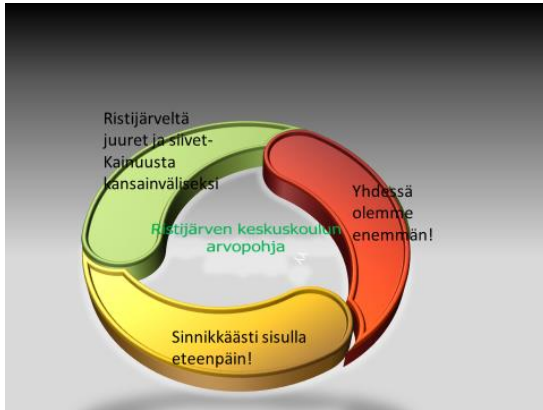 Ristijärveltä
juuret ja siivet-
Kainuusta
kansainväliseksi
Yhdessä
olemme
enemmän!
Ristijärven keskuskoulun
arvopohja
Sinnikkäästi sisulla
eteenpäin!